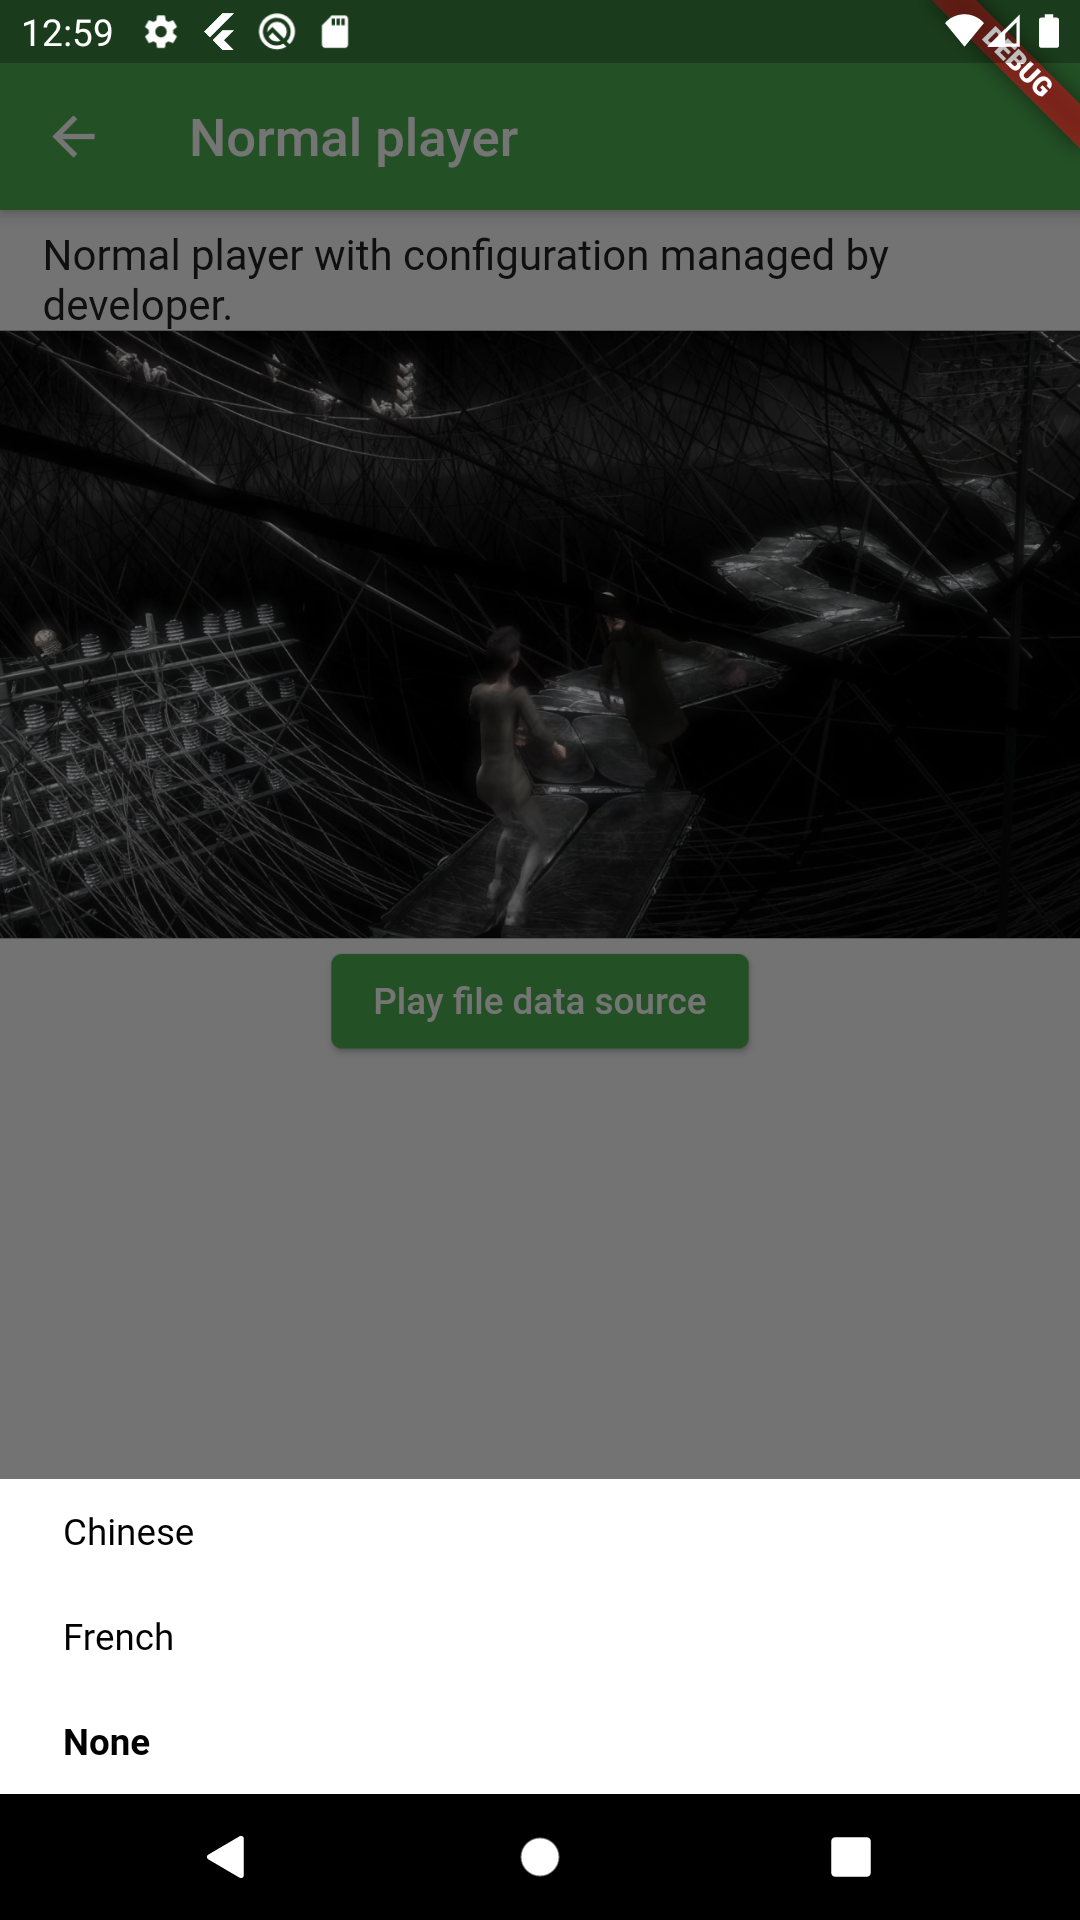 12:59
DEBUG
Normal player
Normal player with configuration managed by
developer.
Play file data source
Chinese
French
None